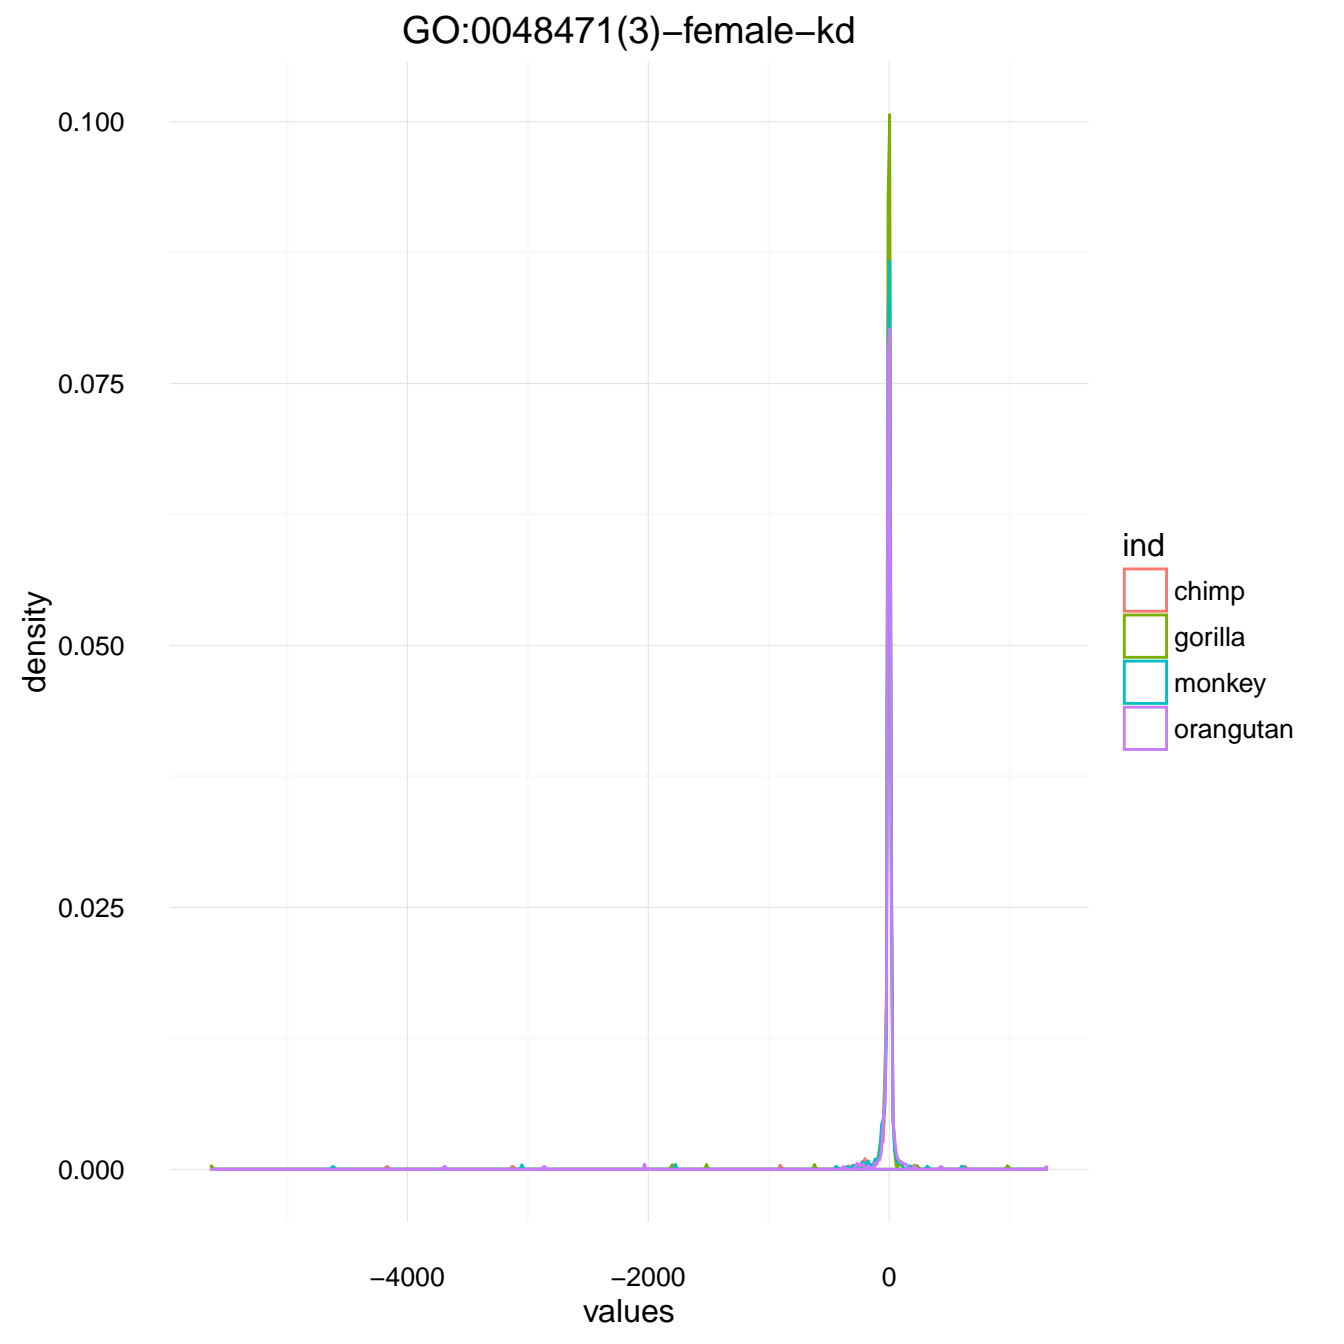 GO:0048471(3)−female−kd
0.100
0.075
0.050
0.025
0.000
density
−4000
−2000
0
values
ind
chimp
gorilla
monkey
orangutan